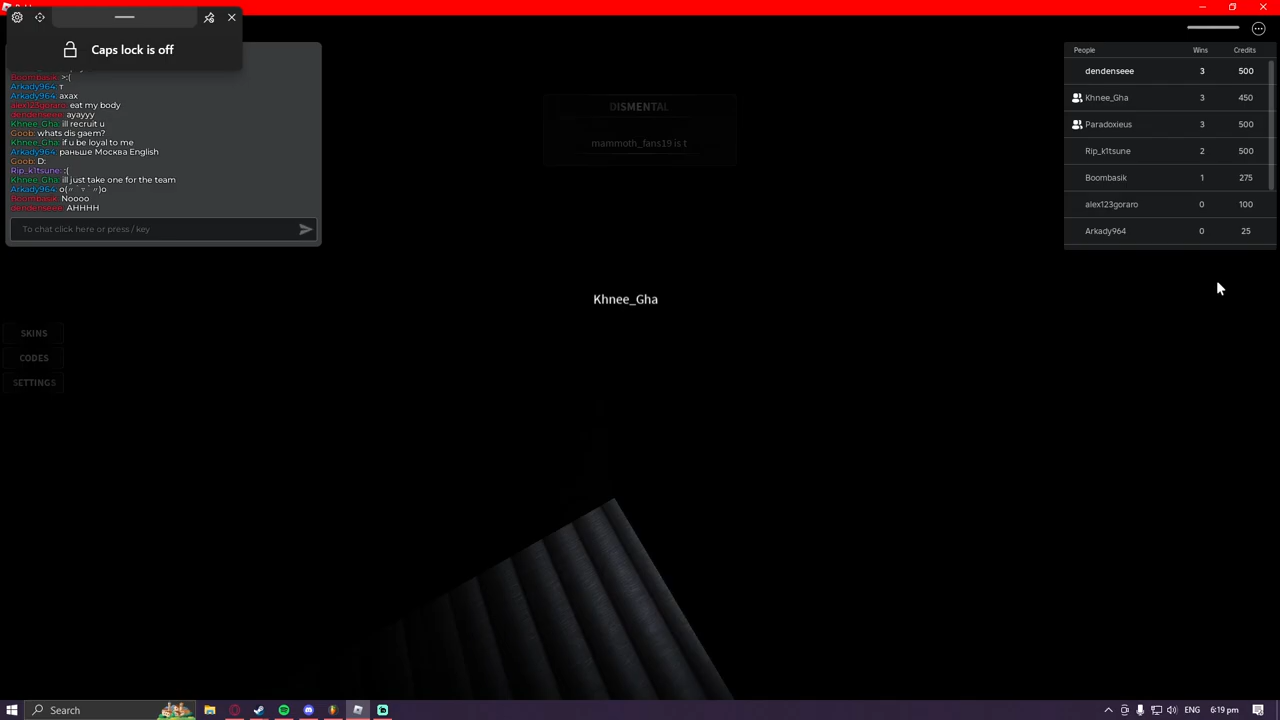 Caps lock is off
Boombasik: >:(
Arkady964: т
Arkady964: ахах
alex123goraro: eat my body
dendenseee: ayayyy
Khnee_Gha: ill recruit u
Goob: whats dis gaem?
Khnee_Gha: if u be loyal to me
Arkady964: раньше Москва English
Goob: D:
Rip_k1tsune: :(
Khnee_Gha: ill just take one for the team
Arkady964: o(〃＾▽＾〃)o
Boombasik: Noooo
dendenseee: AHHHH
To chat click here or press / key
DISMENTAL
mammoth_fans19 is t
People Wins Credits
dendenseee 3 500
Khnee_Gha 3 450
Paradoxieus 3 500
Rip_k1tsune 2 500
Boombasik 1 275
alex123goraro 0 100
Arkady964 0 25
Khnee_Gha
SKINS
CODES
SETTINGS
Search
ENG
6:19 pm